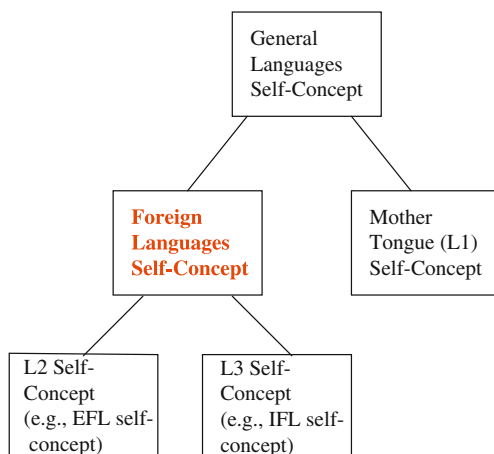 General
Languages
Self-Concept
Foreign
Languages
Self-Concept
Mother
Tongue (L1)
Self-Concept
L2 Self-
Concept
(e.g., EFL self-
concept)
L3 Self-
Concept
(e.g., IFL self-
concept)